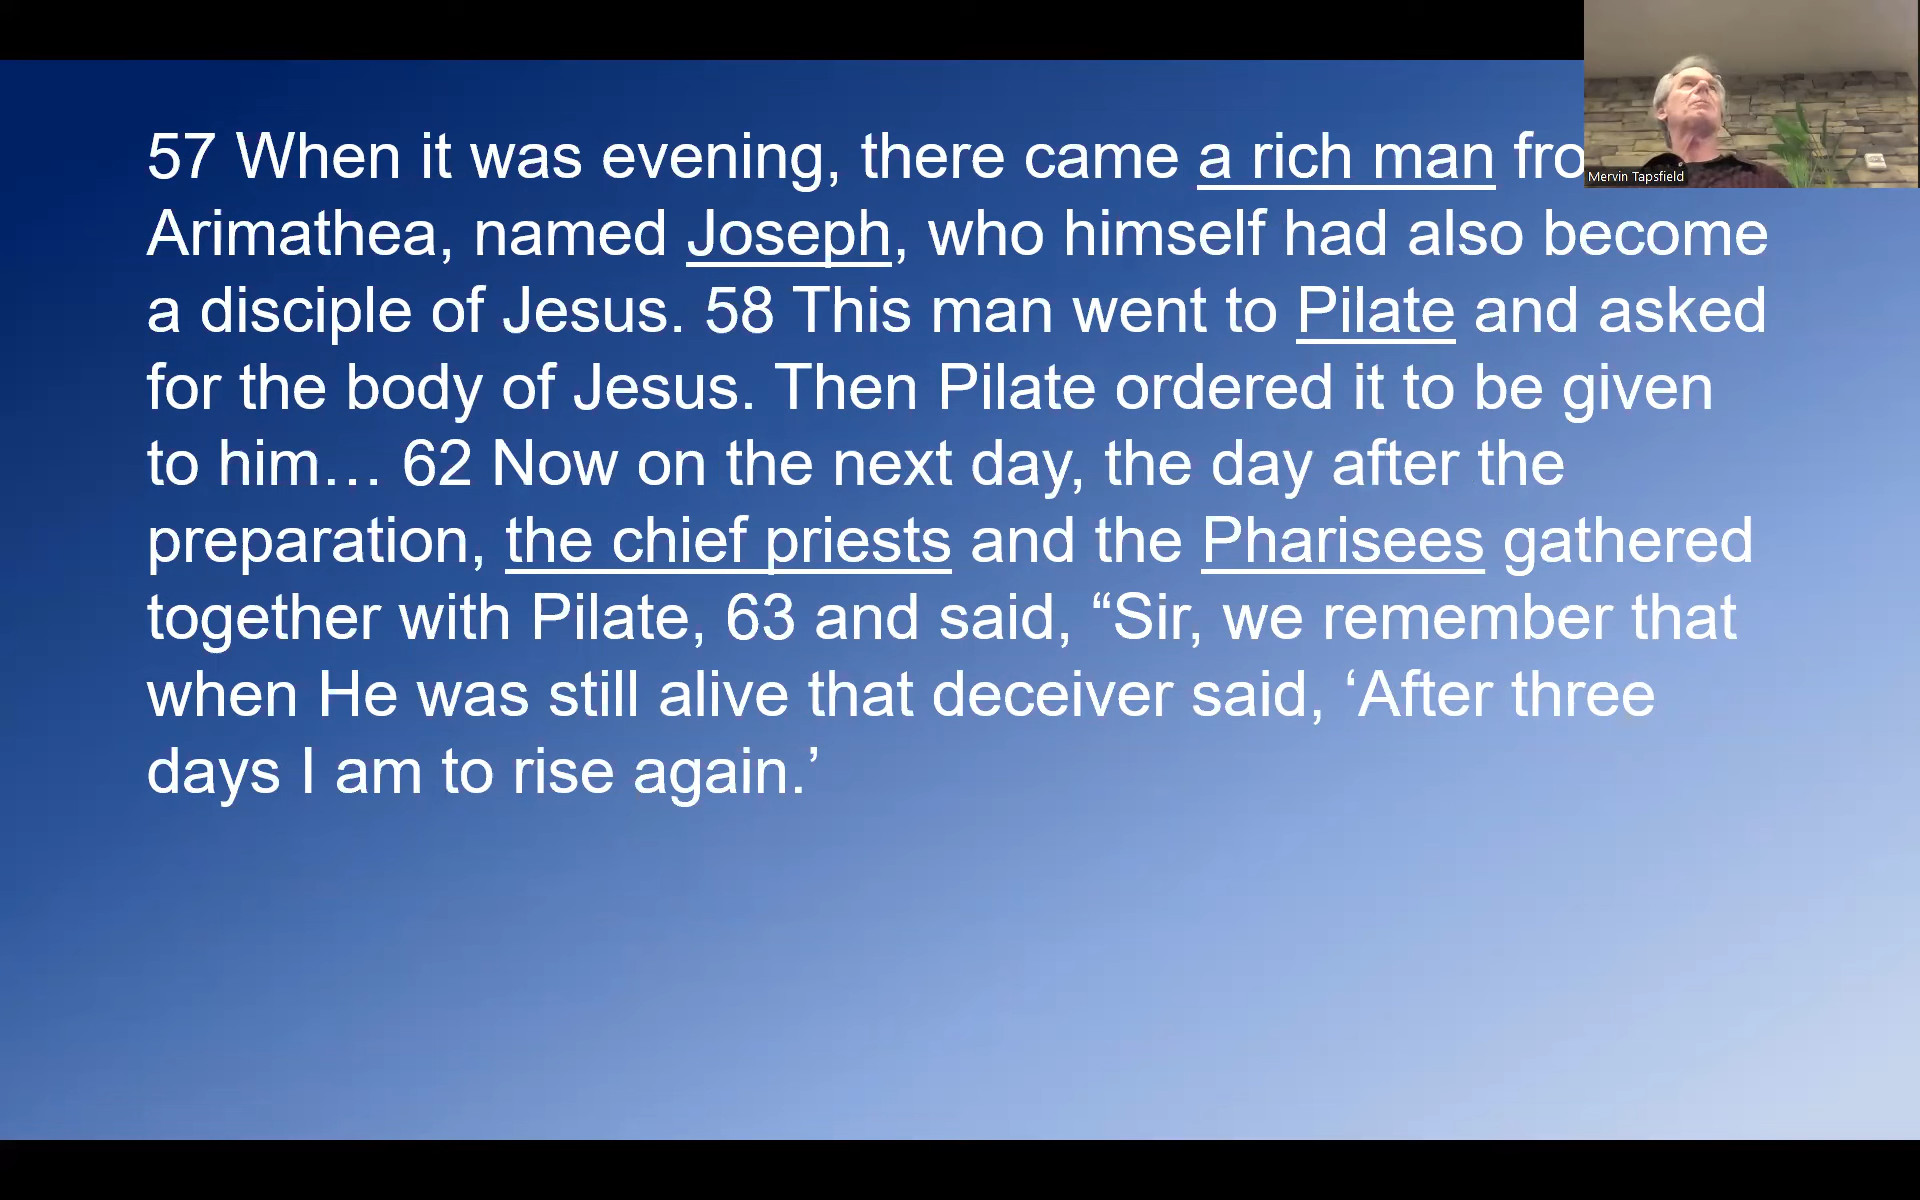 57 When it was evening, there came a rich man fro
Arimathea, named Joseph, who himself had also become
a disciple of Jesus. 58 This man went to Pilate and asked
for the body of Jesus. Then Pilate ordered it to be given
to him… 62 Now on the next day, the day after the
preparation, the chief priests and the Pharisees gathered
together with Pilate, 63 and said, “Sir, we remember that
when He was still alive that deceiver said, ‘After three
days I am to rise again.’
Mervin Tapsfield